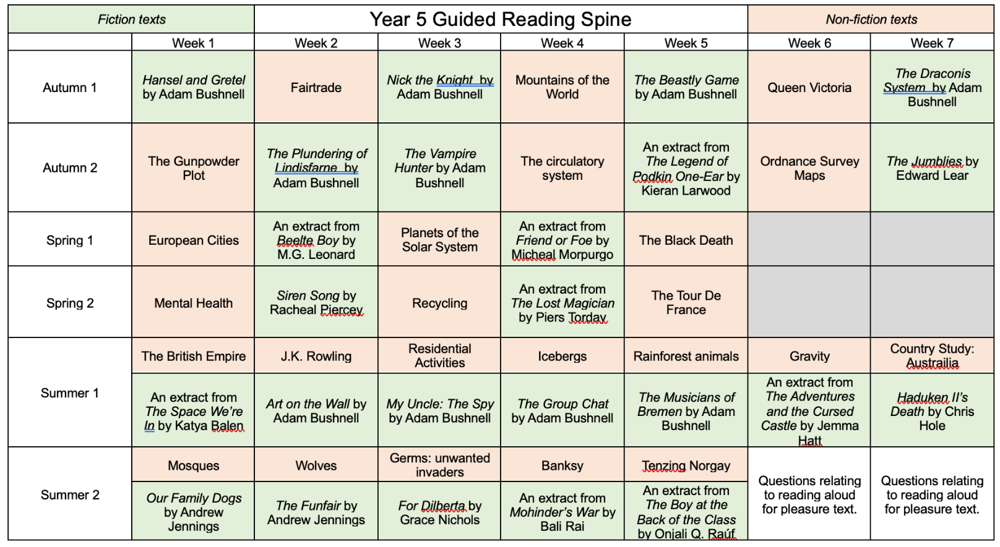 Fiction texts
Year 5 Guided Reading Spine
Non-fiction texts
Week 1
Week 2
Week 3
Week 4
Week 5
Week 6
Week 7
Autumn 1
Hansel and Gretel
by Adam Bushnell
Fairtrade
Nick the Knight  by
Adam Bushnell
Mountains of the
World
The Beastly Game
by Adam Bushnell
Queen Victoria
The Draconis
System  by Adam
Bushnell
Autumn 2
The Gunpowder
Plot
The Plundering of
Lindisfarne  by
Adam Bushnell
The Vampire
Hunter by Adam
Bushnell
The circulatory
system
An extract from
The Legend of
Podkin One-Ear by
Kieran Larwood
Ordnance Survey
Maps
The Jumblies by
Edward Lear
Spring 1
European Cities
An extract from
Beelte Boy by
M.G. Leonard
Planets of the
Solar System
An extract from
Friend or Foe by
Micheal Morpurgo
The Black Death
Spring 2
Mental Health
Siren Song by
Racheal Piercey
Recycling
An extract from
The Lost Magician
by Piers Torday
The Tour De
France
Summer 1
The British Empire
J.K. Rowling
Residential
Activities
Icebergs
Rainforest animals
Gravity
Country Study:
Austrailia
An extract from
The Space We’re
In by Katya Balen
Art on the Wall by
Adam Bushnell
My Uncle: The Spy
by Adam Bushnell
The Group Chat
by Adam Bushnell
The Musicians of
Bremen by Adam
Bushnell
An extract from
The Adventures
and the Cursed
Castle by Jemma
Hatt
Haduken II’s
Death by Chris
Hole
Summer 2
Mosques
Wolves
Germs: unwanted
invaders
Banksy
Tenzing Norgay
Questions relating
to reading aloud
for pleasure text.
Questions relating
to reading aloud
for pleasure text.
Our Family Dogs
by Andrew
Jennings
The Funfair by
Andrew Jennings
For Dilberta by
Grace Nichols
An extract from
Mohinder’s War by
Bali Rai
An extract from
The Boy at the
Back of the Class
by Onjali Q. Raúf